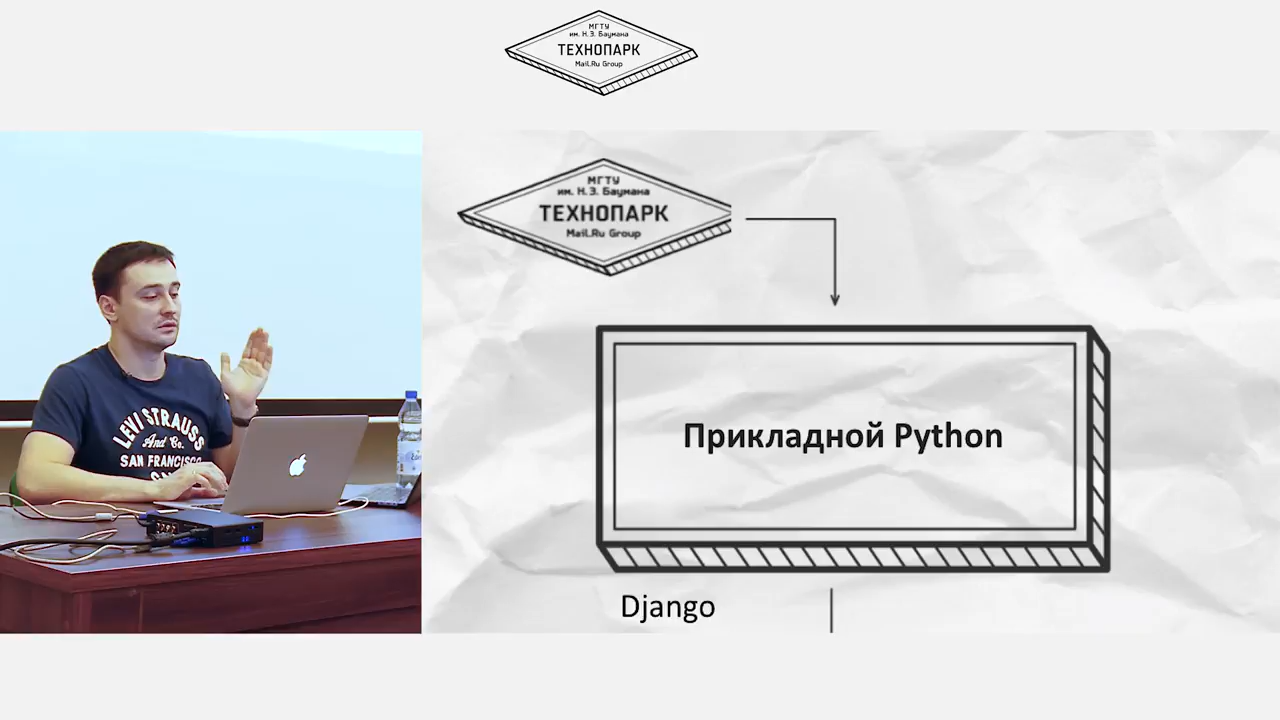 МГТУ
им. Н.Э. Баумана
ТЕХНОПАРК
Mail.Ru Group
МГТУ
им. Н.Э. Баумана
ТЕХНОПАРК
Mail.Ru Group
Прикладной Python
Django
LEVI STRAUSS
And Co.
SAN FRANCISCO